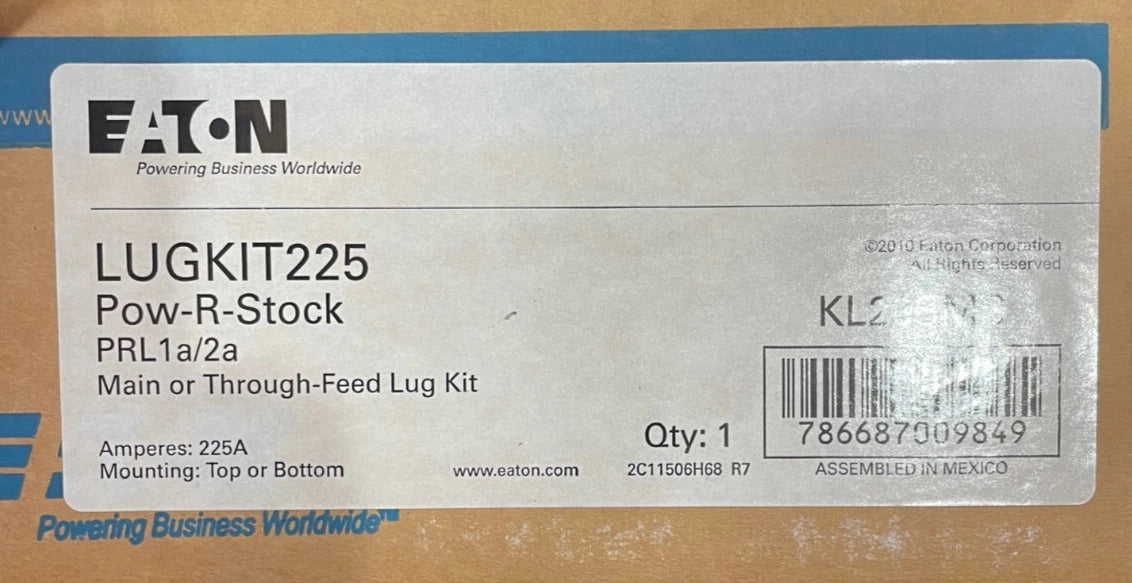 www
EATON
Powering Business Worldwide
LUGKIT225
Pow-R-Stock
PRL1a/2a
Main or Through-Feed Lug Kit
Amperes: 225A
Mounting: Top or Bottom
www.eaton.com
©2010 Eaton Corporation
All Rights Reserved
Qty: 1
2C11506H68 R7
786687009849
ASSEMBLED IN MEXICO
Powering Business Worldwide™